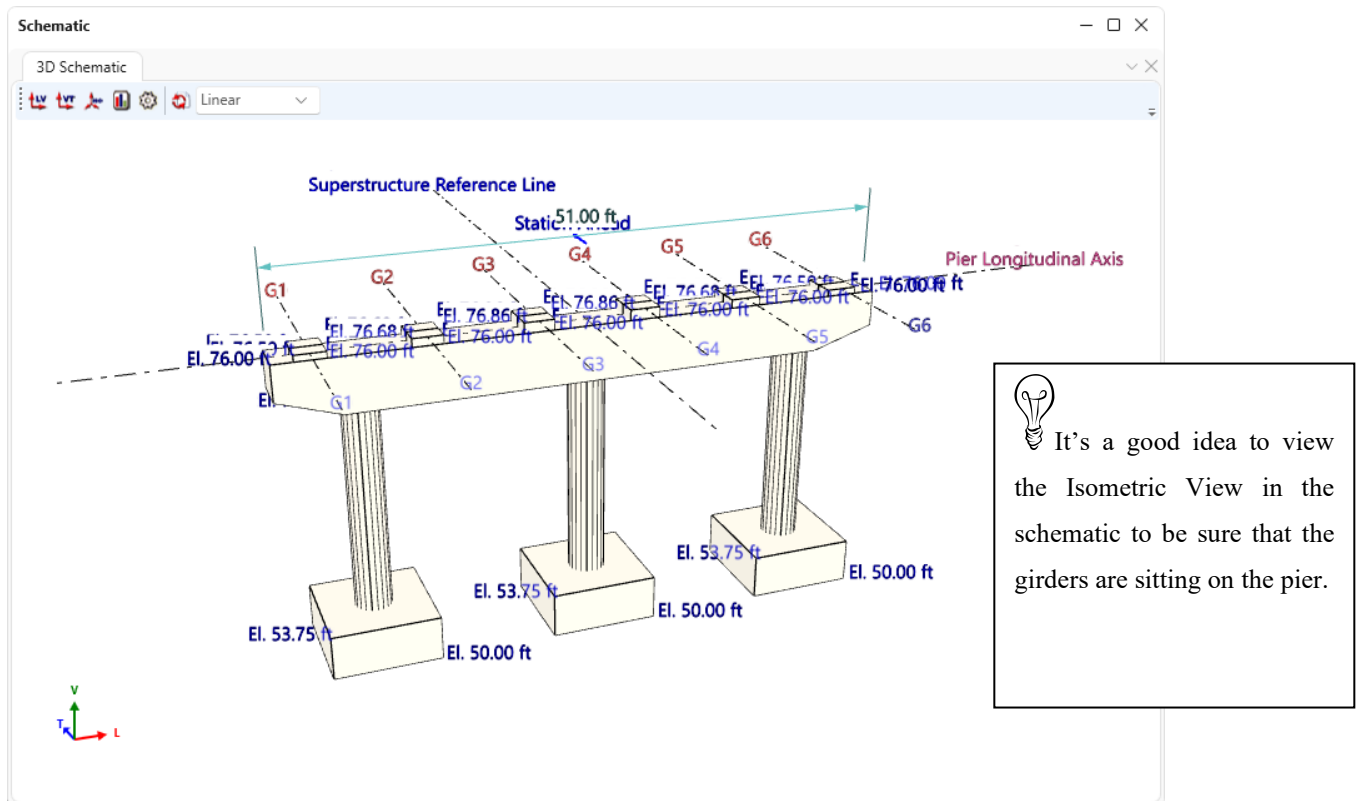 Schematic
3D Schematic
LV VT Linear
Superstructure Reference Line
51.00 ft
G6
G5
G4
G3
G2
G1
Pier Longitudinal Axis
El. 76.86 ft
El. 76.86 ft
El. 76.68 ft
El. 76.00 ft
El. 76.00 ft
El. 76.00 ft
El. 76.00 ft
El. 76.00 ft
El. 76.00 ft
El. 76.00
G6
G5
G4
G3
G2
G1
El. 53.75 ft
El. 50.00 ft
El. 53.75 ft
El. 50.00 ft
El. 53.75 ft
El. 50.00 ft
V
T
L
It’s a good idea to view
the Isometric View in the
schematic to be sure that the
girders are sitting on the pier.